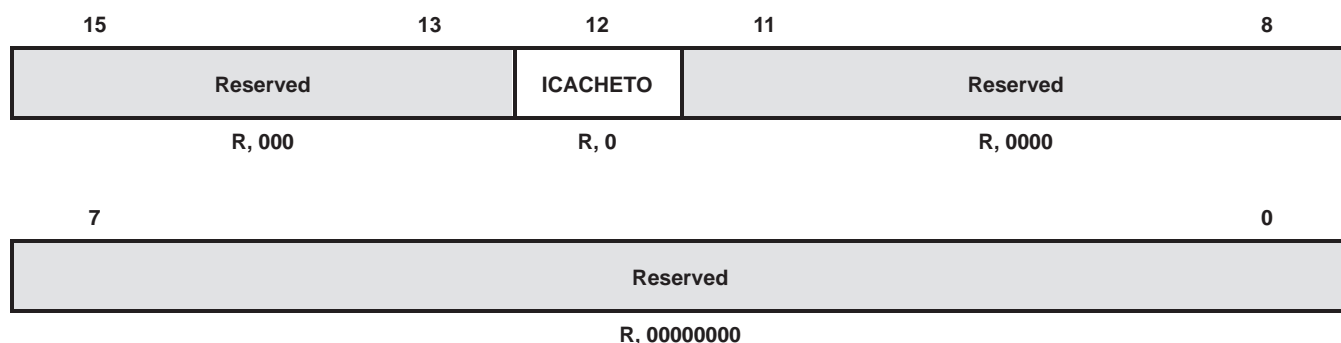 15 13 12 11 8
Reserved ICACHETO Reserved
R, 000 R, 0 R, 0000
7 0
Reserved
R, 00000000